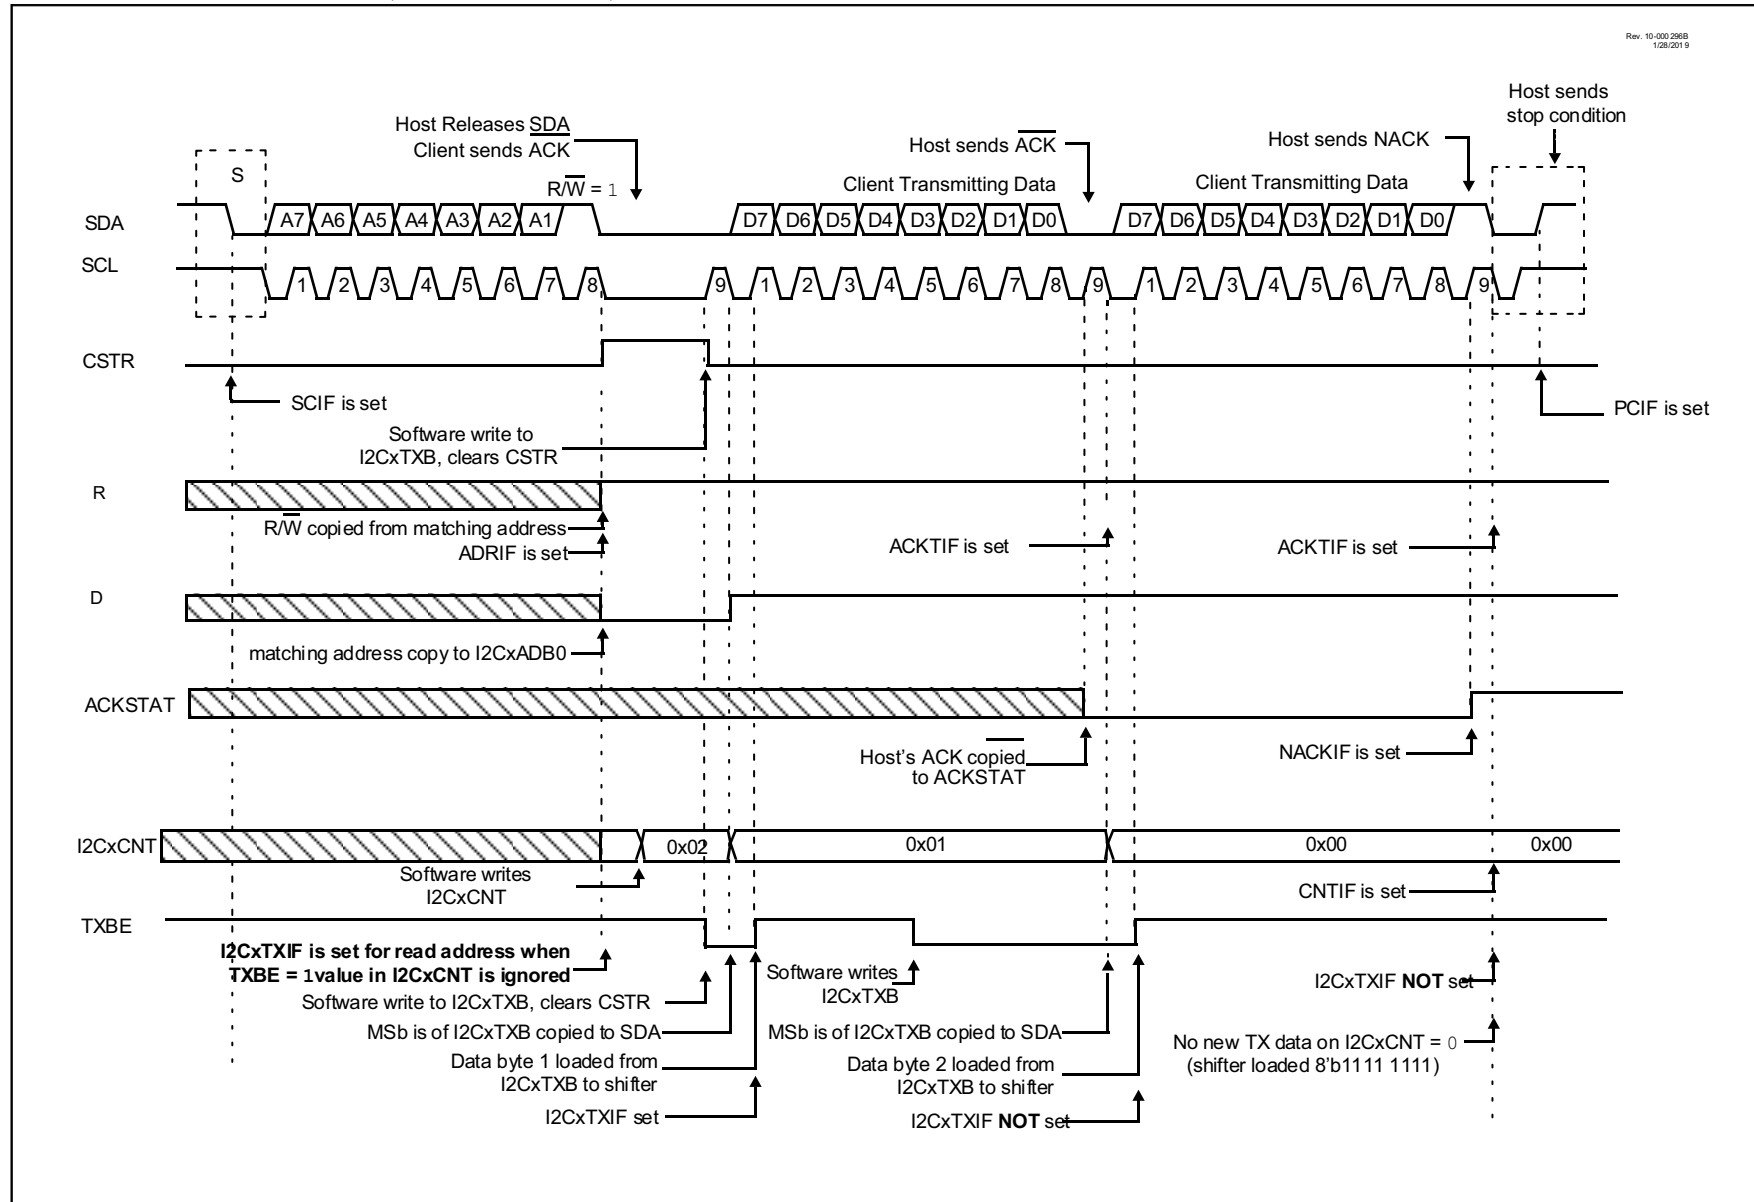 Rev. 10-000 296B
1/28/201 9
Host sends
stop condition
Host Releases SDA
Client sends ACK
R/W = 1
Host sends ACK
Host sends NACK
S
Client Transmitting Data
Client Transmitting Data
SDA
A7 A6 A5 A4 A3 A2 A1 D7 D6 D5 D4 D3 D2 D1 D0 D7 D6 D5 D4 D3 D2 D1 D0
SCL
1 2 3 4 5 6 7 8 9 1 2 3 4 5 6 7 8 9 1 2 3 4 5 6 7 8 9
CSTR
SCIF is set
PCIF is set
Software write to
I2CxTXB, clears CSTR
R
R/W copied from matching address
ADRIF is set
ACKTIF is set
ACKTIF is set
D
matching address copy to I2CxADB0
ACKSTAT
Host's ACK copied
to ACKSTAT
NACKIF is set
I2CxCNT
0x02 0x01 0x00 0x00
Software writes
I2CxCNT
CNTIF is set
TXBE
I2CxTXIF is set for read address when
TXBE = 1value in I2CxCNT is ignored
Software write to I2CxTXB, clears CSTR
MSb is of I2CxTXB copied to SDA
Data byte 1 loaded from
I2CxTXB to shifter
I2CxTXIF set
Software writes
I2CxTXB
MSb is of I2CxTXB copied to SDA
Data byte 2 loaded from
I2CxTXB to shifter
I2CxTXIF NOT set
I2CxTXIF NOT set
No new TX data on I2CxCNT = 0
(shifter loaded 8'b1111 1111)